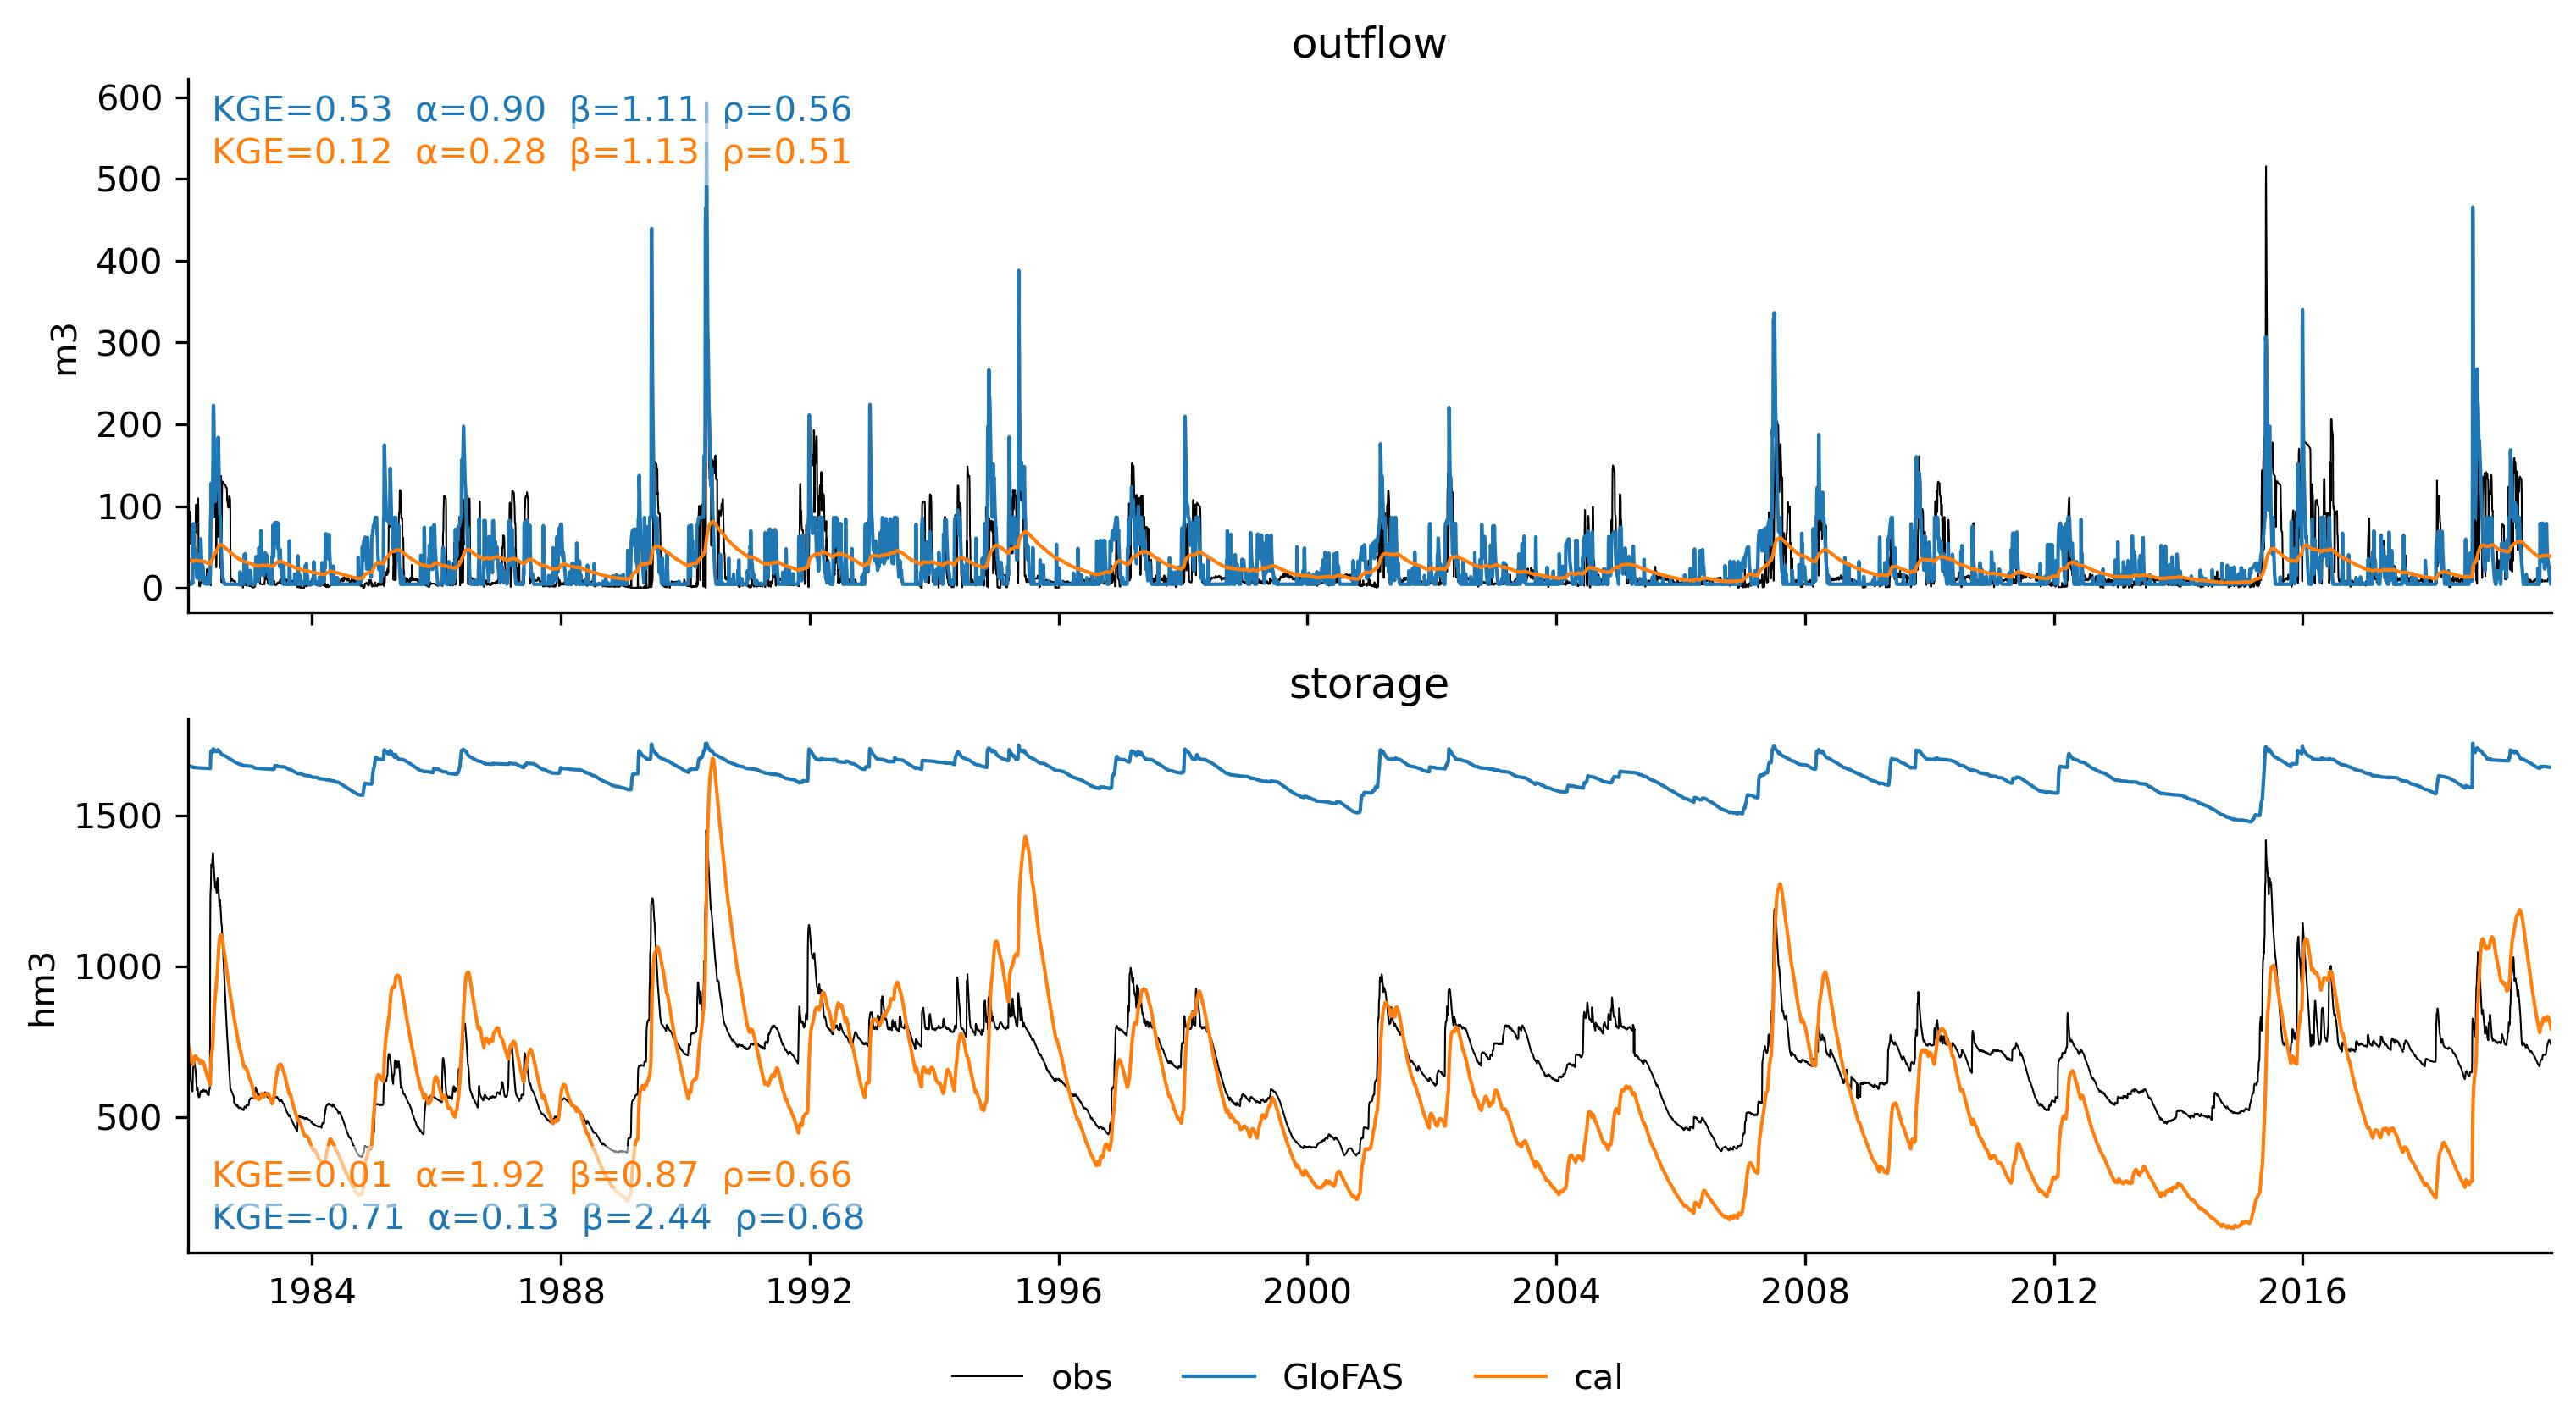 outflow
KGE=0.53 α=0.90 β=1.11 ρ=0.56
KGE=0.12 α=0.28 β=1.13 ρ=0.51
m3
600
500
400
300
200
100
0
storage
hm3
1500
1000
500
KGE=0.01 α=1.92 β=0.87 ρ=0.66
KGE=-0.71 α=0.13 β=2.44 ρ=0.68
1984 1988 1992 1996 2000 2004 2008 2012 2016
obs GloFAS cal